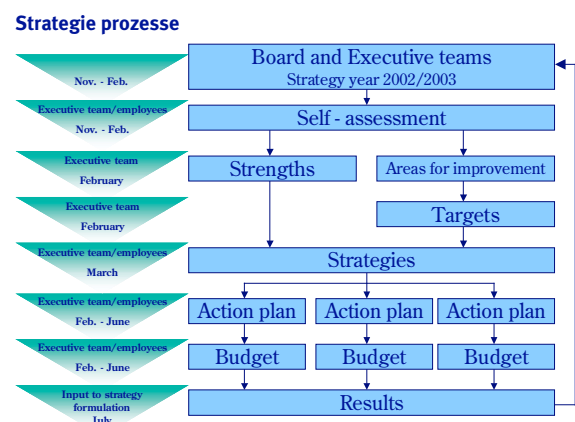 Strategie prozesse
Nov. - Feb.
Board and Executive teams
Strategy year 2002/2003
Executive team/employees
Nov. - Feb.
Self - assessment
Executive team
February
Strengths
Areas for improvement
Executive team
February
Targets
Executive team/employees
March
Strategies
Executive team/employees
Feb. - June
Action plan
Action plan
Action plan
Executive team/employees
Feb. - June
Budget
Budget
Budget
Input to strategy
formulation
July
Results